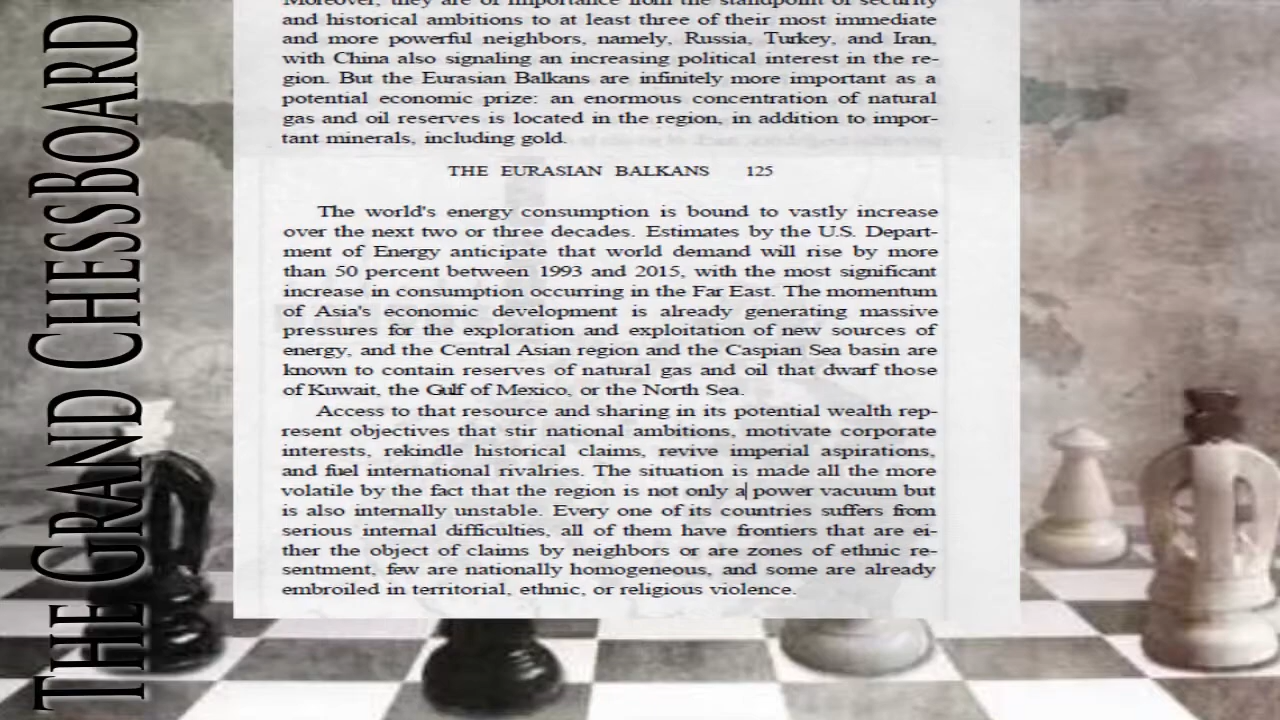 THE GRAND CHESSBOARD
Moreover, they are of importance from the standpoint of security
and historical ambitions to at least three of their most immediate
and more powerful neighbors, namely, Russia, Turkey, and Iran,
with China also signaling an increasing political interest in the re-
gion. But the Eurasian Balkans are infinitely more important as a
potential economic prize: an enormous concentration of natural
gas and oil reserves is located in the region, in addition to impor-
tant minerals, including gold.
THE EURASIAN BALKANS 125
The world's energy consumption is bound to vastly increase
over the next two or three decades. Estimates by the U.S. Depart-
ment of Energy anticipate that world demand will rise by more
than 50 percent between 1993 and 2015, with the most significant
increase in consumption occurring in the Far East. The momentum
of Asia's economic development is already generating massive
pressures for the exploration and exploitation of new sources of
energy, and the Central Asian region and the Caspian Sea basin are
known to contain reserves of natural gas and oil that dwarf those
of Kuwait, the Gulf of Mexico, or the North Sea.
Access to that resource and sharing in its potential wealth rep-
resent objectives that stir national ambitions, motivate corporate
interests, rekindle historical claims, revive imperial aspirations,
and fuel international rivalries. The situation is made all the more
volatile by the fact that the region is not only a power vacuum but
is also internally unstable. Every one of its countries suffers from
serious internal difficulties, all of them have frontiers that are ei-
ther the object of claims by neighbors or are zones of ethnic re-
sentment, few are nationally homogeneous, and some are already
embroiled in territorial, ethnic, or religious violence.